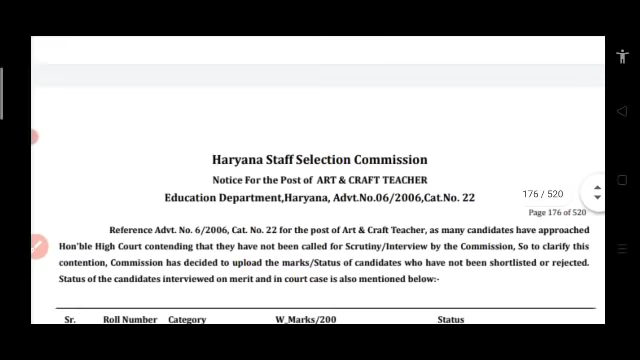 Haryana Staff Selection Commission
Notice For the Post of ART & CRAFT TEACHER
Education Department,Haryana, Advt.No.06/2006,Cat.No. 22
176 / 520
Page 176 of 520
Reference Advt. No. 6/2006, Cat. No. 22 for the post of Art & Craft Teacher, as many candidates have approached
Hon'ble High Court contending that they have not been called for Scrutiny/Interview by the Commission, So to clarify this
contention, Commission has decided to upload the marks/Status of candidates who have not been shortlisted or rejected.
Status of the candidates interviewed on merit and in court case is also mentioned below:-
Sr. Roll Number Category W_Marks/200 Status